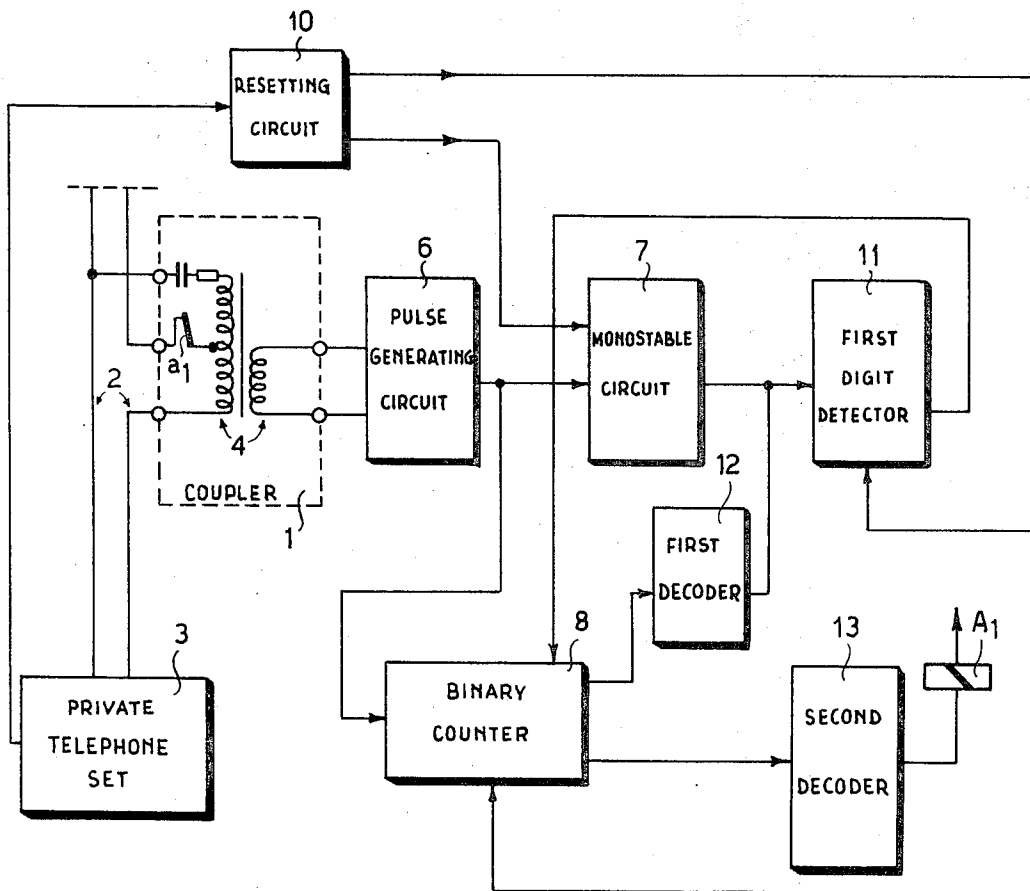 10
RESETTING
CIRCUIT
6
PULSE
GENERATING
CIRCUIT
7
MONOSTABLE
CIRCUIT
11
FIRST
DIGIT
DETECTOR
a1
2
4
COUPLER
1
12
FIRST
DECODER
3
PRIVATE
TELEPHONE
SET
8
BINARY
COUNTER
13
SECOND
DECODER
A1